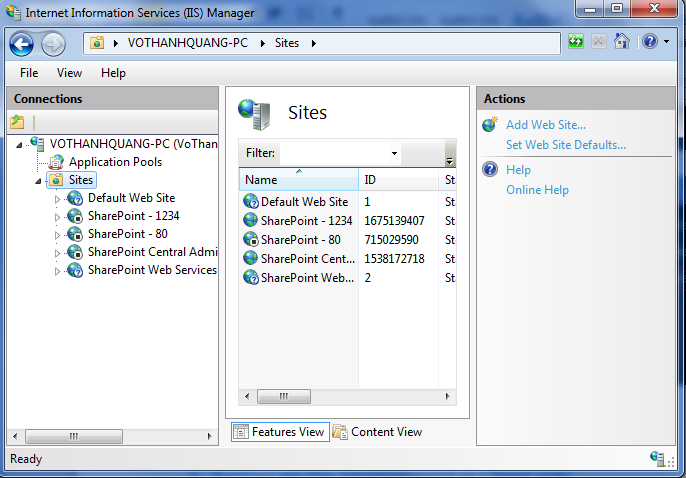 Internet Information Services (IIS) Manager
VOTHANHQUANG-PC Sites
File View Help
Connections
VOTHANHQUANG-PC (VoThan
Application Pools
Sites
Default Web Site
SharePoint - 1234
SharePoint - 80
SharePoint Central Admi
SharePoint Web Services
Sites
Filter:
Name ID St
Default Web Site 1 St
SharePoint - 1234 1675139407 St
SharePoint - 80 715029590 St
SharePoint Cent... 1538172718 St
SharePoint Web... 2 St
Features View Content View
Actions
Add Web Site...
Set Web Site Defaults...
Help
Online Help
Ready